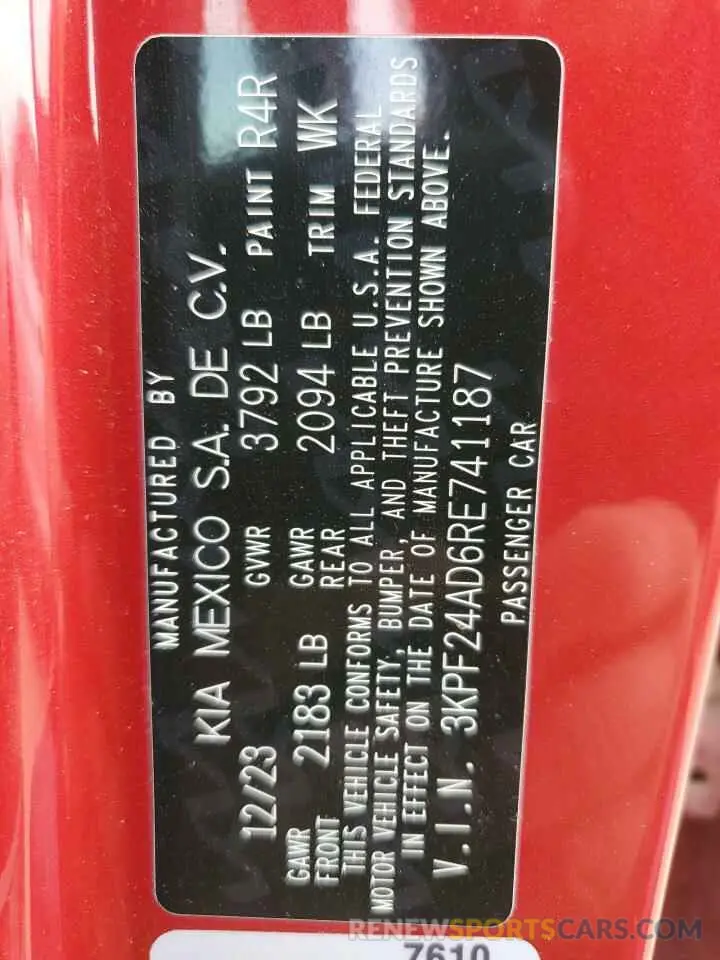 MANUFACTURED BY
KIA MEXICO S.A. DE C.V.
12/23 GVWR 3792 LB PAINT R4R
GAWR FRONT 2183 LB GAWR REAR 2094 LB TRIM WK
THIS VEHICLE CONFORMS TO ALL APPLICABLE U.S.A. FEDERAL
MOTOR VEHICLE SAFETY, BUMPER, AND THEFT PREVENTION STANDARDS
IN EFFECT ON THE DATE OF MANUFACTURE SHOWN ABOVE.
V.I.N. 3KPF24AD6RE741187
PASSENGER CAR
7610
RENEWSPORTSCARS.COM